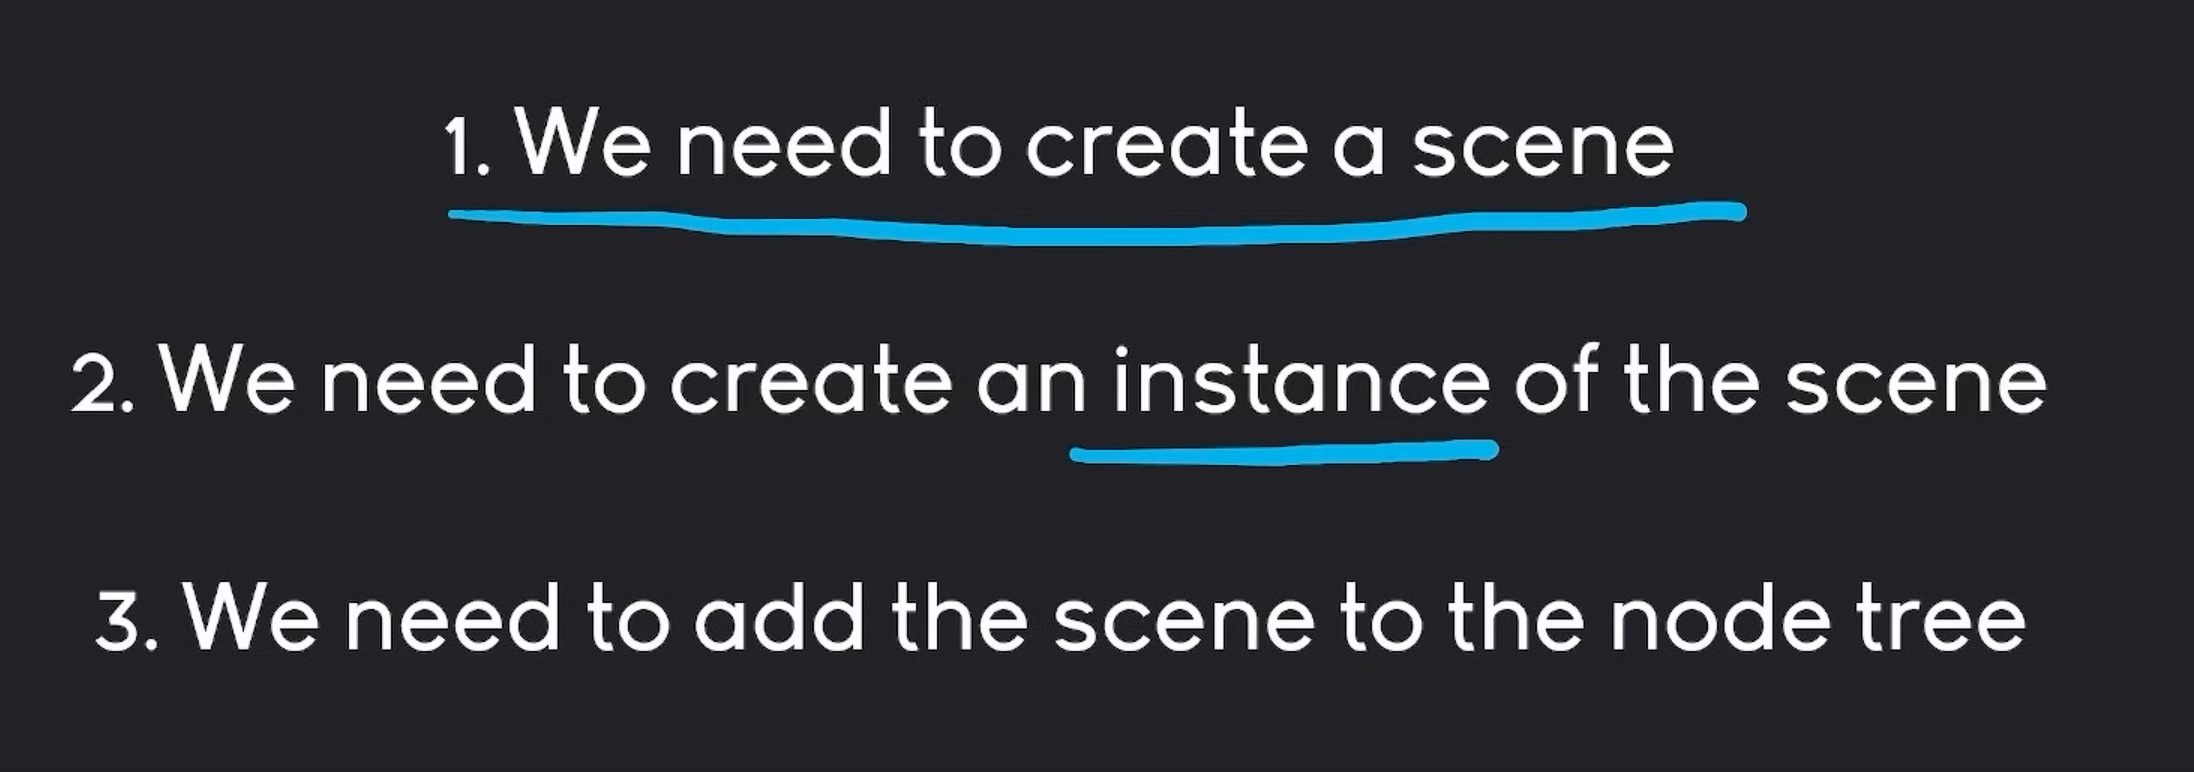 1. We need to create a scene
2. We need to create an instance of the scene
3. We need to add the scene to the node tree